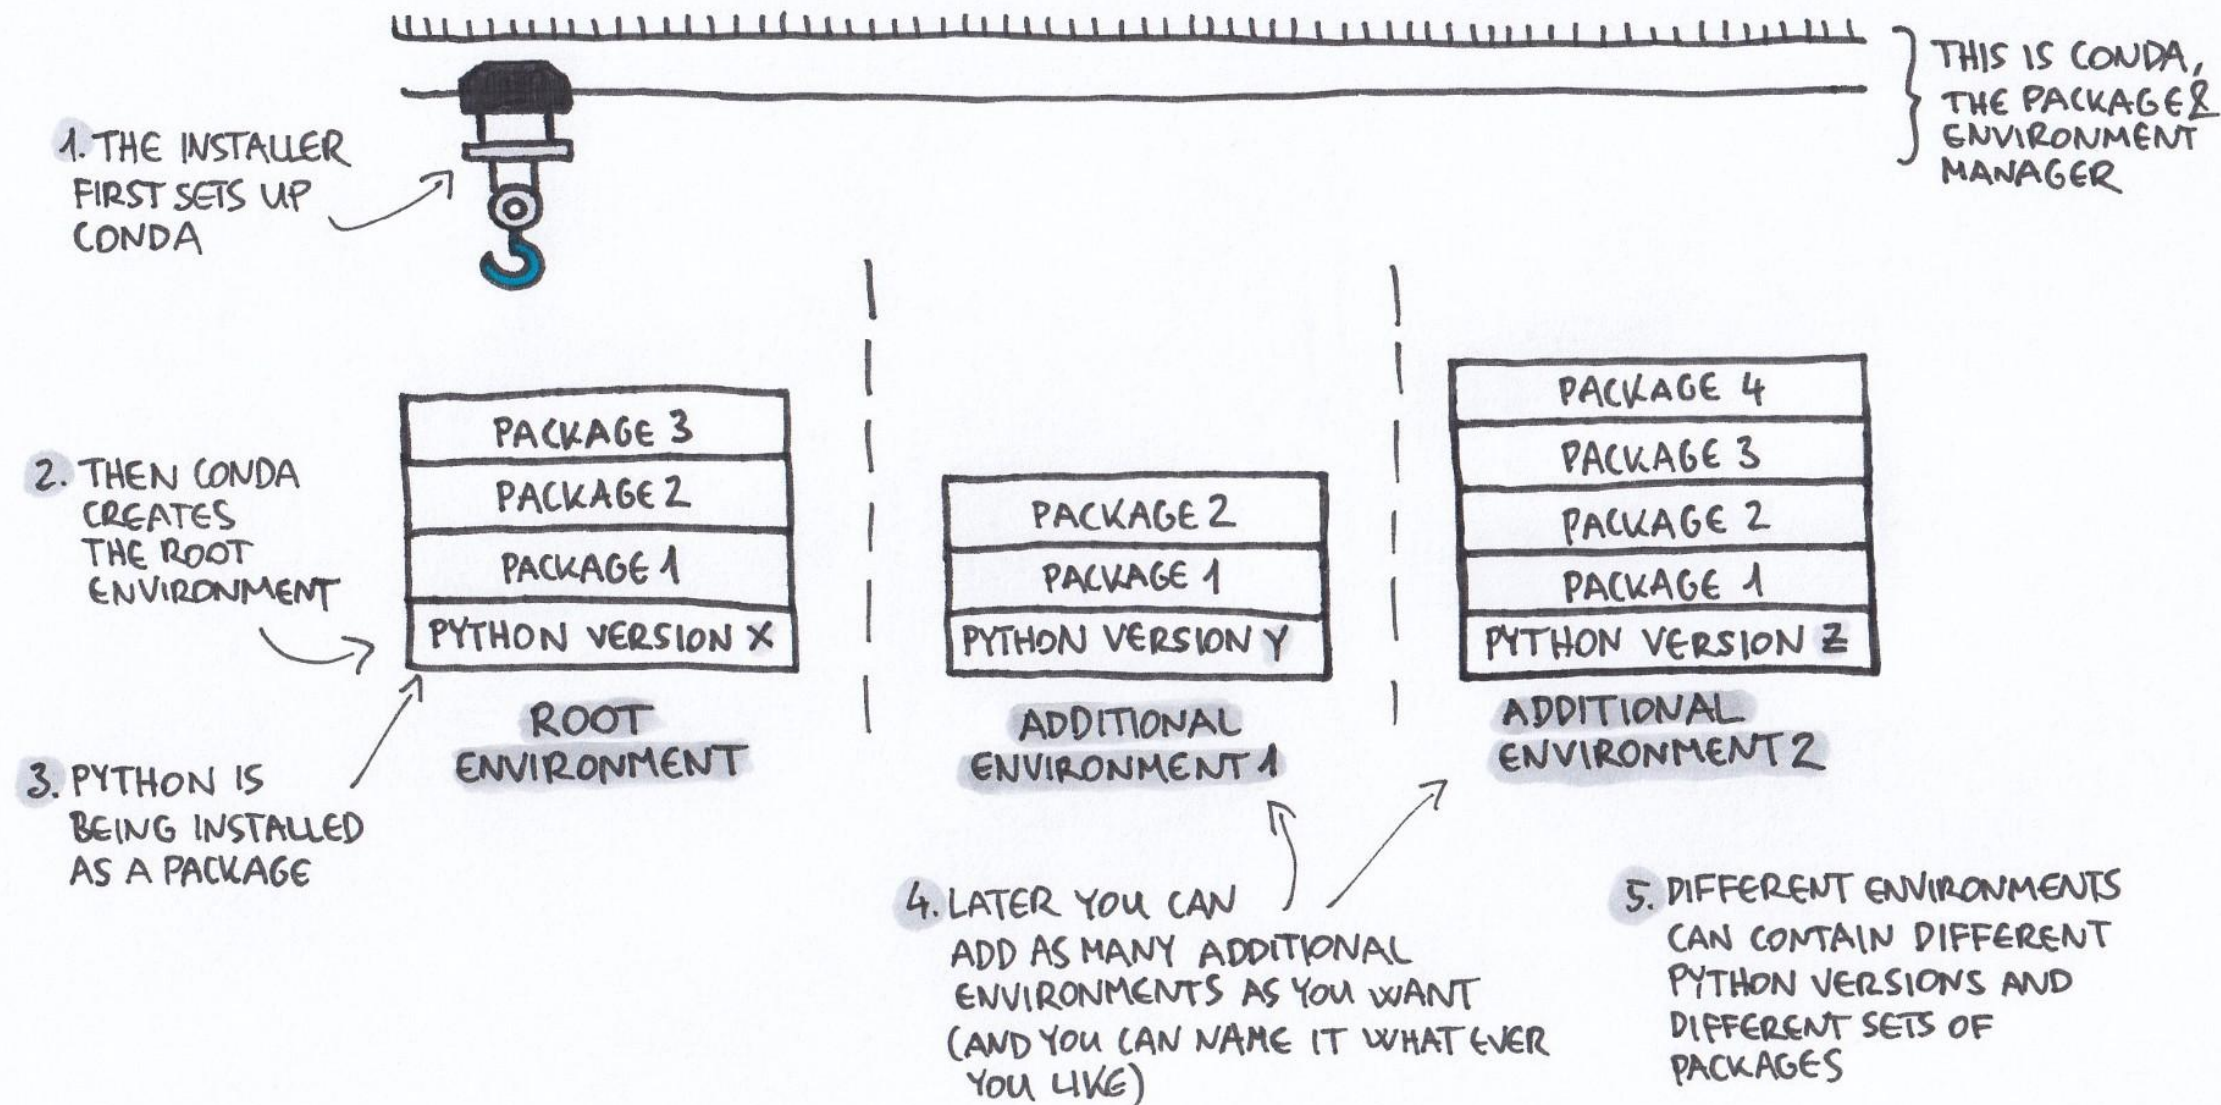 THIS IS CONDA,
THE PACKAGE &
ENVIRONMENT
MANAGER
1. THE INSTALLER
FIRST SETS UP
CONDA
2. THEN CONDA
CREATES
THE ROOT
ENVIRONMENT
3. PYTHON IS
BEING INSTALLED
AS A PACKAGE
PACKAGE 3
PACKAGE 2
PACKAGE 1
PYTHON VERSION X
ROOT
ENVIRONMENT
PACKAGE 2
PACKAGE 1
PYTHON VERSION Y
ADDITIONAL
ENVIRONMENT 1
PACKAGE 4
PACKAGE 3
PACKAGE 2
PACKAGE 1
PYTHON VERSION Z
ADDITIONAL
ENVIRONMENT 2
4. LATER YOU CAN
ADD AS MANY ADDITIONAL
ENVIRONMENTS AS YOU WANT
(AND YOU CAN NAME IT WHAT EVER
YOU LIKE)
5. DIFFERENT ENVIRONMENTS
CAN CONTAIN DIFFERENT
PYTHON VERSIONS AND
DIFFERENT SETS OF
PACKAGES